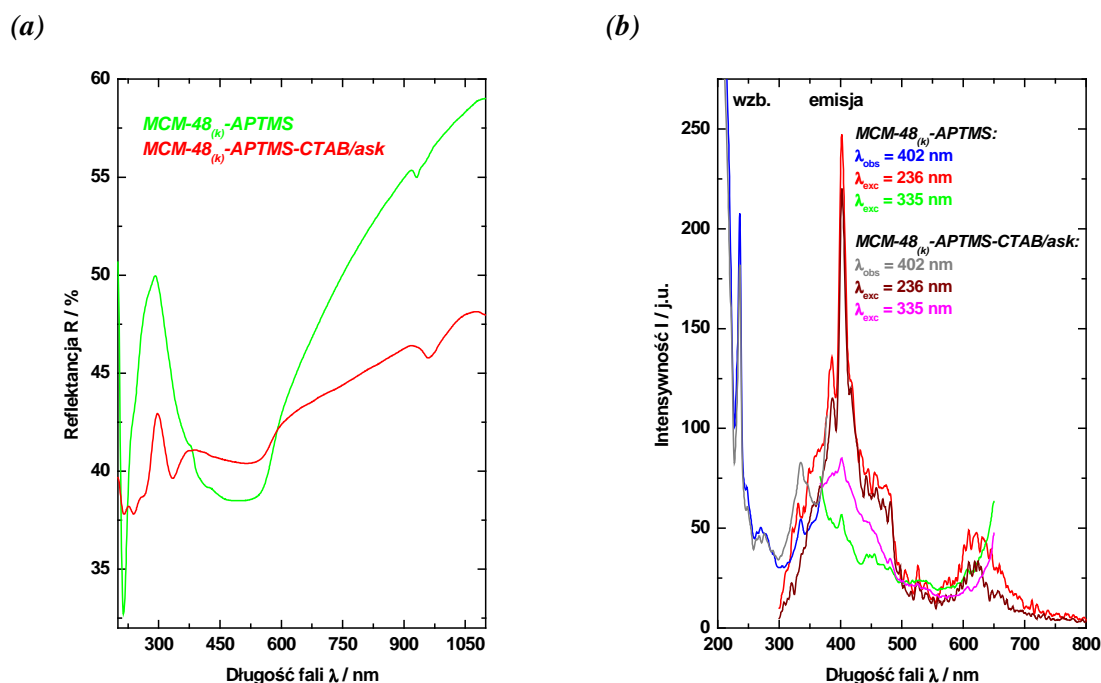 (a)
60
55
50
45
40
35
Reflektancja R / %
MCM-48(k)-APTMS
MCM-48(k)-APTMS-CTAB/ask
300 450 600 750 900 1050
Długość fali λ / nm
(b)
250
200
150
100
50
0
Intensywność I / j.u.
wzb. emisja
MCM-48(k)-APTMS:
λobs = 402 nm
λexc = 236 nm
λexc = 335 nm
MCM-48(k)-APTMS-CTAB/ask:
λobs = 402 nm
λexc = 236 nm
λexc = 335 nm
200 300 400 500 600 700 800
Długość fali λ / nm